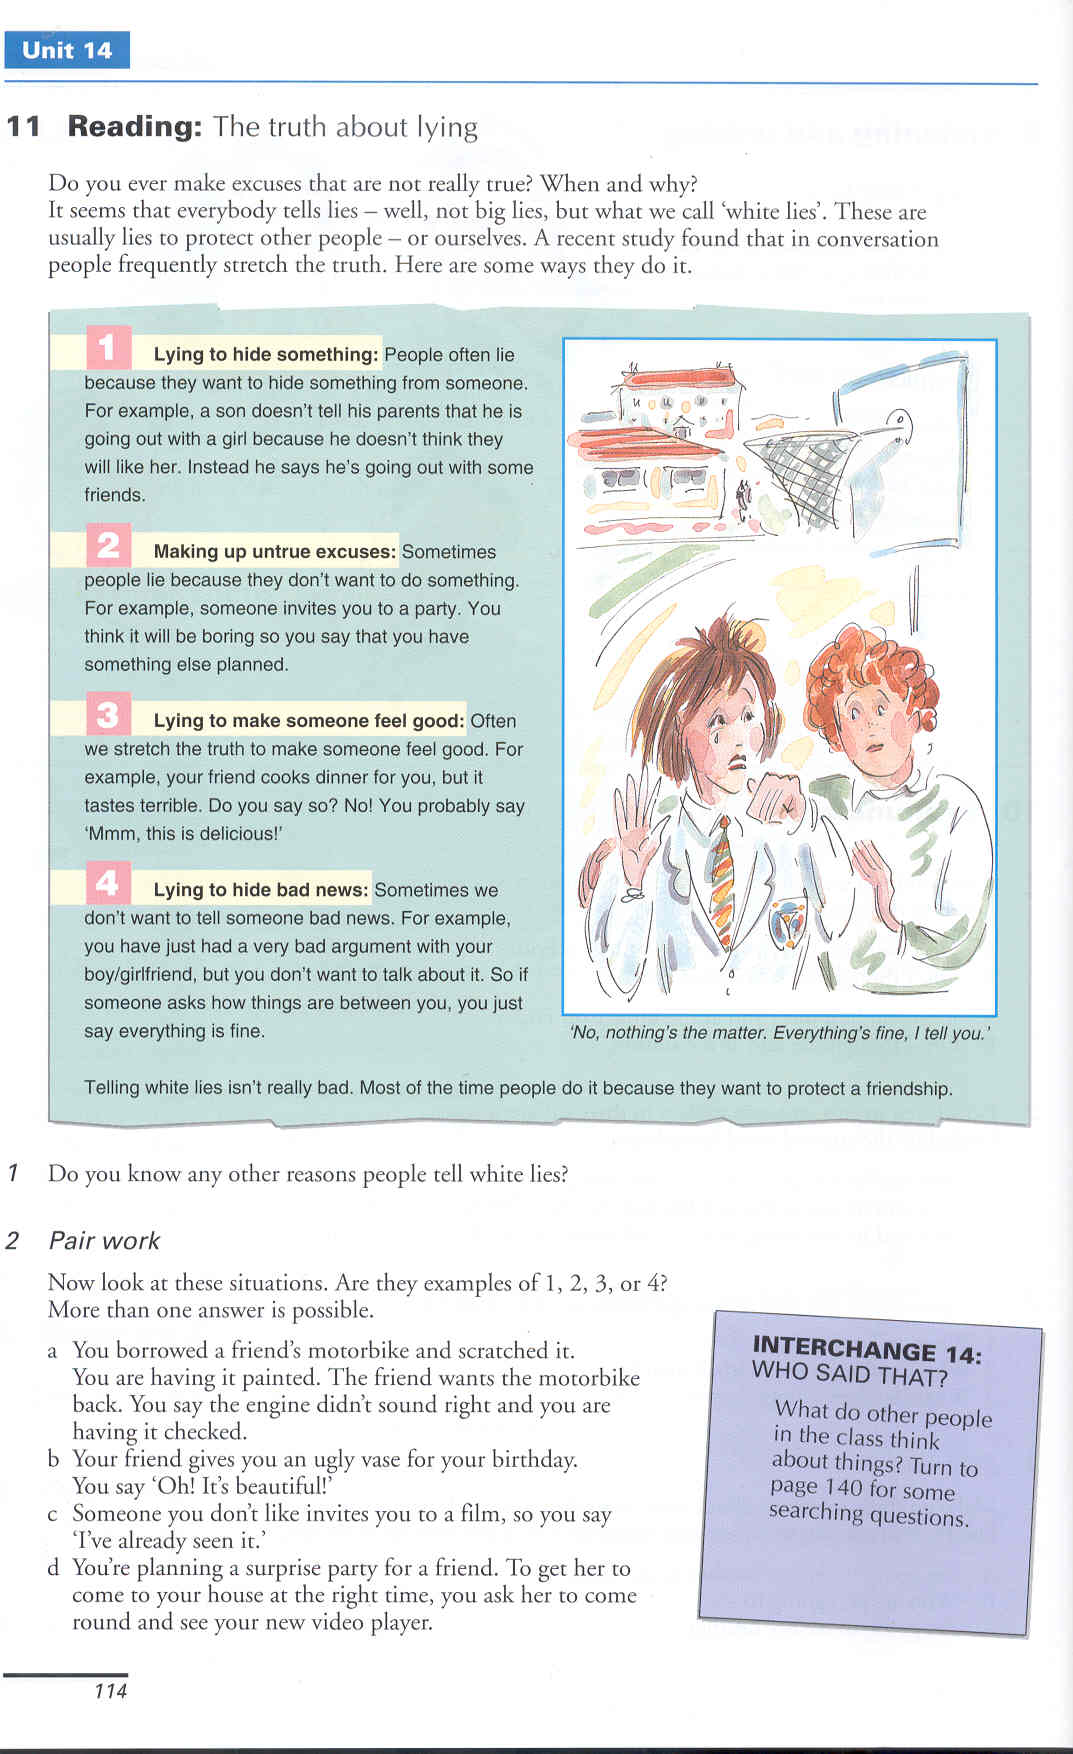 Unit 14
11 Reading: The truth about lying
Do you ever make excuses that are not really true? When and why?
It seems that everybody tells lies – well, not big lies, but what we call ‘white lies’. These are
usually lies to protect other people – or ourselves. A recent study found that in conversation
people frequently stretch the truth. Here are some ways they do it.
1 Lying to hide something: People often lie
because they want to hide something from someone.
For example, a son doesn’t tell his parents that he is
going out with a girl because he doesn’t think they
will like her. Instead he says he’s going out with some
friends.
2 Making up untrue excuses: Sometimes
people lie because they don’t want to do something.
For example, someone invites you to a party. You
think it will be boring so you say that you have
something else planned.
3 Lying to make someone feel good: Often
we stretch the truth to make someone feel good. For
example, your friend cooks dinner for you, but it
tastes terrible. Do you say so? No! You probably say
‘Mmm, this is delicious!’
4 Lying to hide bad news: Sometimes we
don’t want to tell someone bad news. For example,
you have just had a very bad argument with your
boy/girlfriend, but you don’t want to talk about it. So if
someone asks how things are between you, you just
say everything is fine.
‘No, nothing’s the matter. Everything’s fine, I tell you.’
Telling white lies isn’t really bad. Most of the time people do it because they want to protect a friendship.
1 Do you know any other reasons people tell white lies?
2 Pair work
Now look at these situations. Are they examples of 1, 2, 3, or 4?
More than one answer is possible.
a You borrowed a friend’s motorbike and scratched it.
You are having it painted. The friend wants the motorbike
back. You say the engine didn’t sound right and you are
having it checked.
b Your friend gives you an ugly vase for your birthday.
You say ‘Oh! It’s beautiful!’
c Someone you don’t like invites you to a film, so you say
‘I’ve already seen it.’
d You’re planning a surprise party for a friend. To get her to
come to your house at the right time, you ask her to come
round and see your new video player.
INTERCHANGE 14:
WHO SAID THAT?
What do other people
in the class think
about things? Turn to
page 140 for some
searching questions.
114